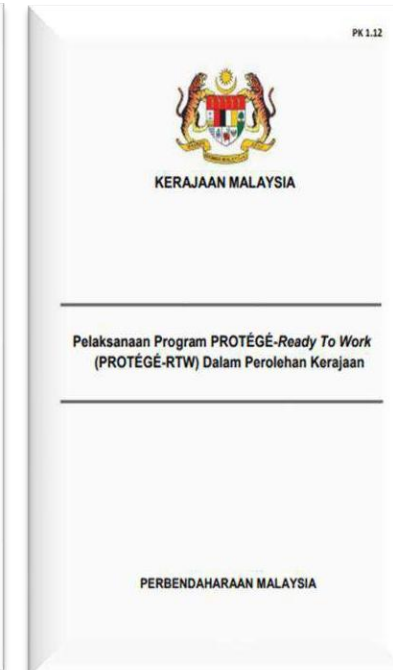 PK 1.12
KERAJAAN MALAYSIA
Pelaksanaan Program PROTÉGÉ-Ready To Work
(PROTÉGÉ-RTW) Dalam Perolehan Kerajaan
PERBENDAHARAAN MALAYSIA